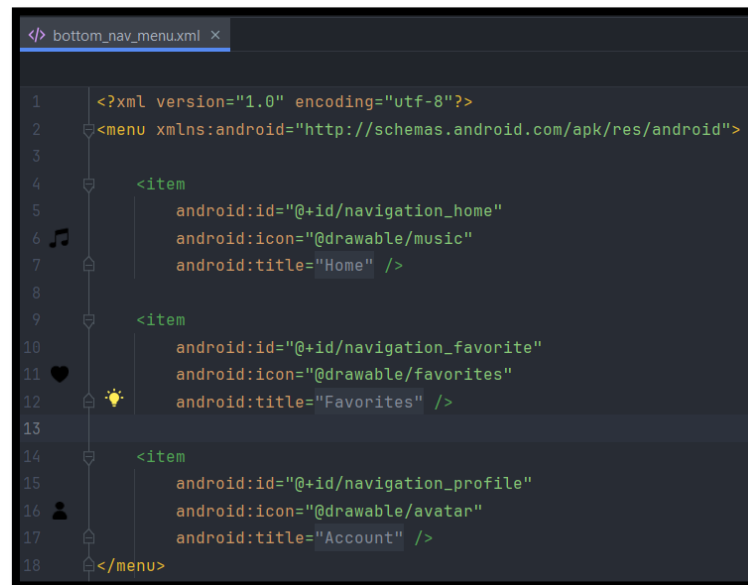 </> bottom_nav_menu.xml ×
1 <?xml version="1.0" encoding="utf-8"?>
2 <menu xmlns:android="http://schemas.android.com/apk/res/android">
3
4 <item
5 android:id="@+id/navigation_home"
6 android:icon="@drawable/music"
7 android:title="Home" />
8
9 <item
10 android:id="@+id/navigation_favorite"
11 android:icon="@drawable/favorites"
12 android:title="Favorites" />
13
14 <item
15 android:id="@+id/navigation_profile"
16 android:icon="@drawable/avatar"
17 android:title="Account" />
18 </menu>